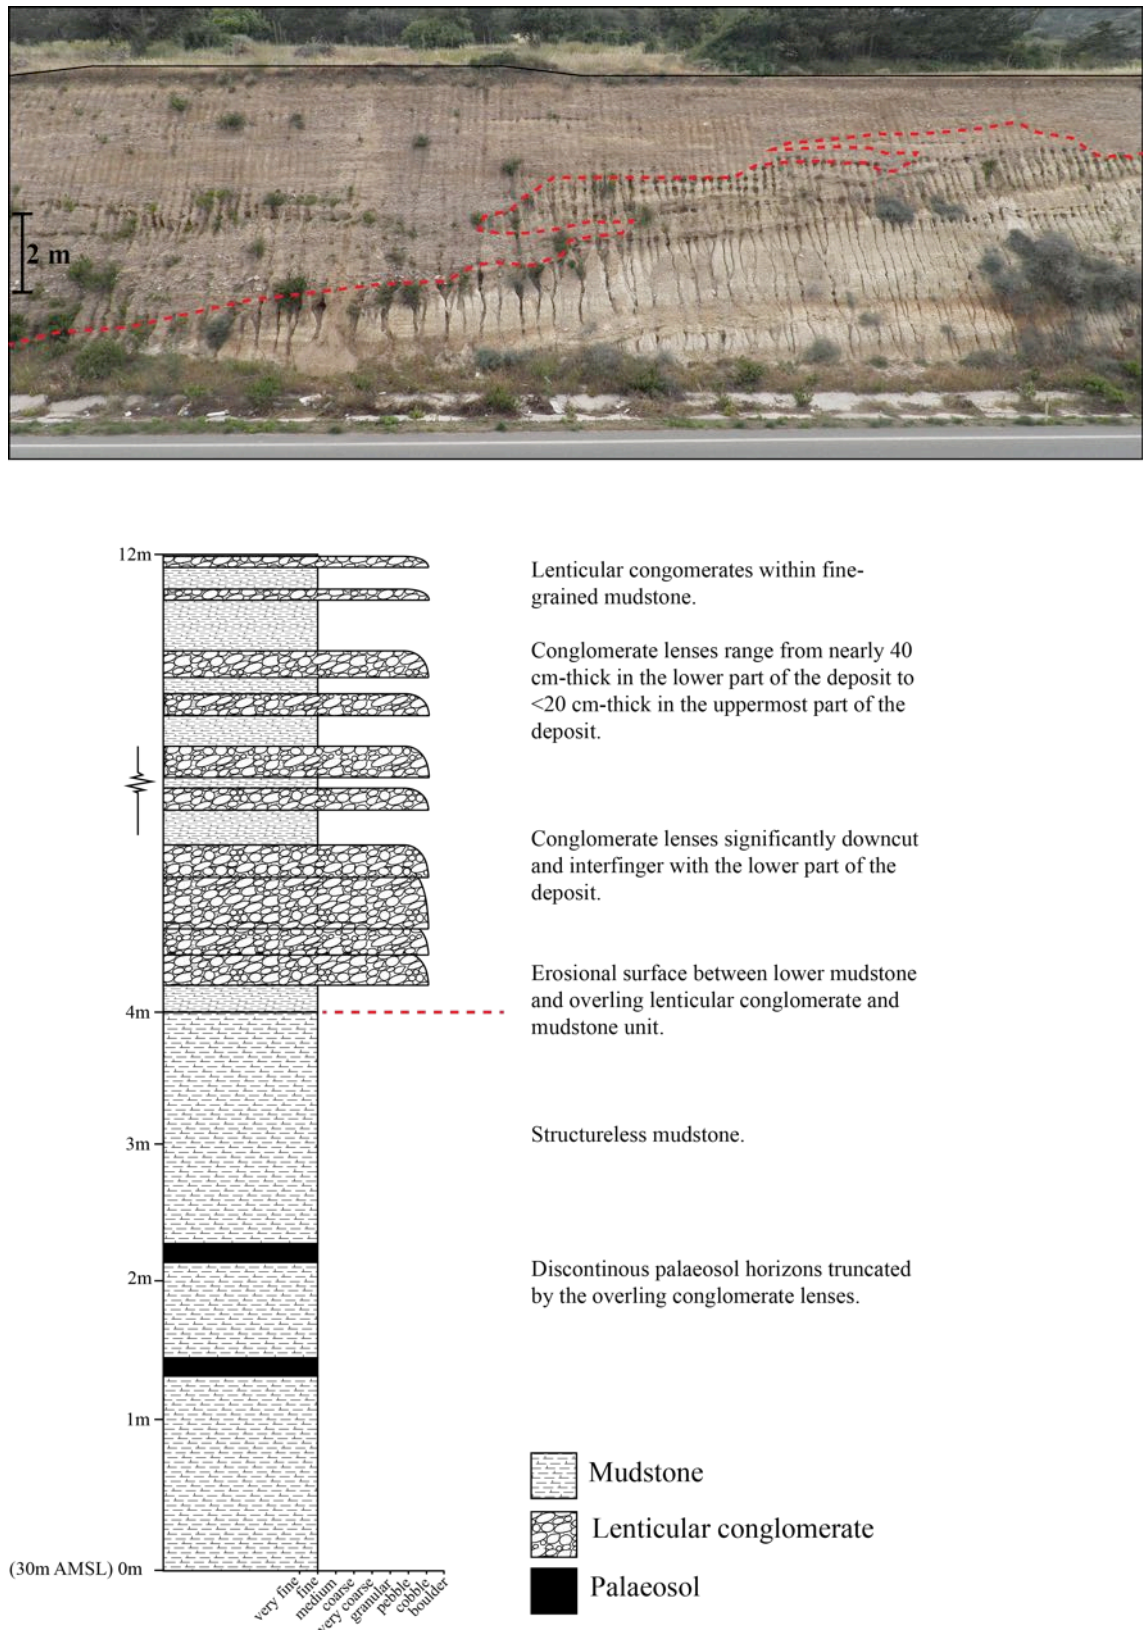 2 m
12m
Lenticular congomerates within fine-
grained mudstone.
Conglomerate lenses range from nearly 40
cm-thick in the lower part of the deposit to
<20 cm-thick in the uppermost part of the
deposit.
Conglomerate lenses significantly downcut
and interfinger with the lower part of the
deposit.
Erosional surface between lower mudstone
and overling lenticular conglomerate and
mudstone unit.
4m
3m
Structureless mudstone.
2m
Discontinous palaeosol horizons truncated
by the overling conglomerate lenses.
1m
Mudstone
Lenticular conglomerate
Palaeosol
(30m AMSL) 0m
very fine
fine
medium
coarse
very coarse
granular
pebble
cobble
boulder